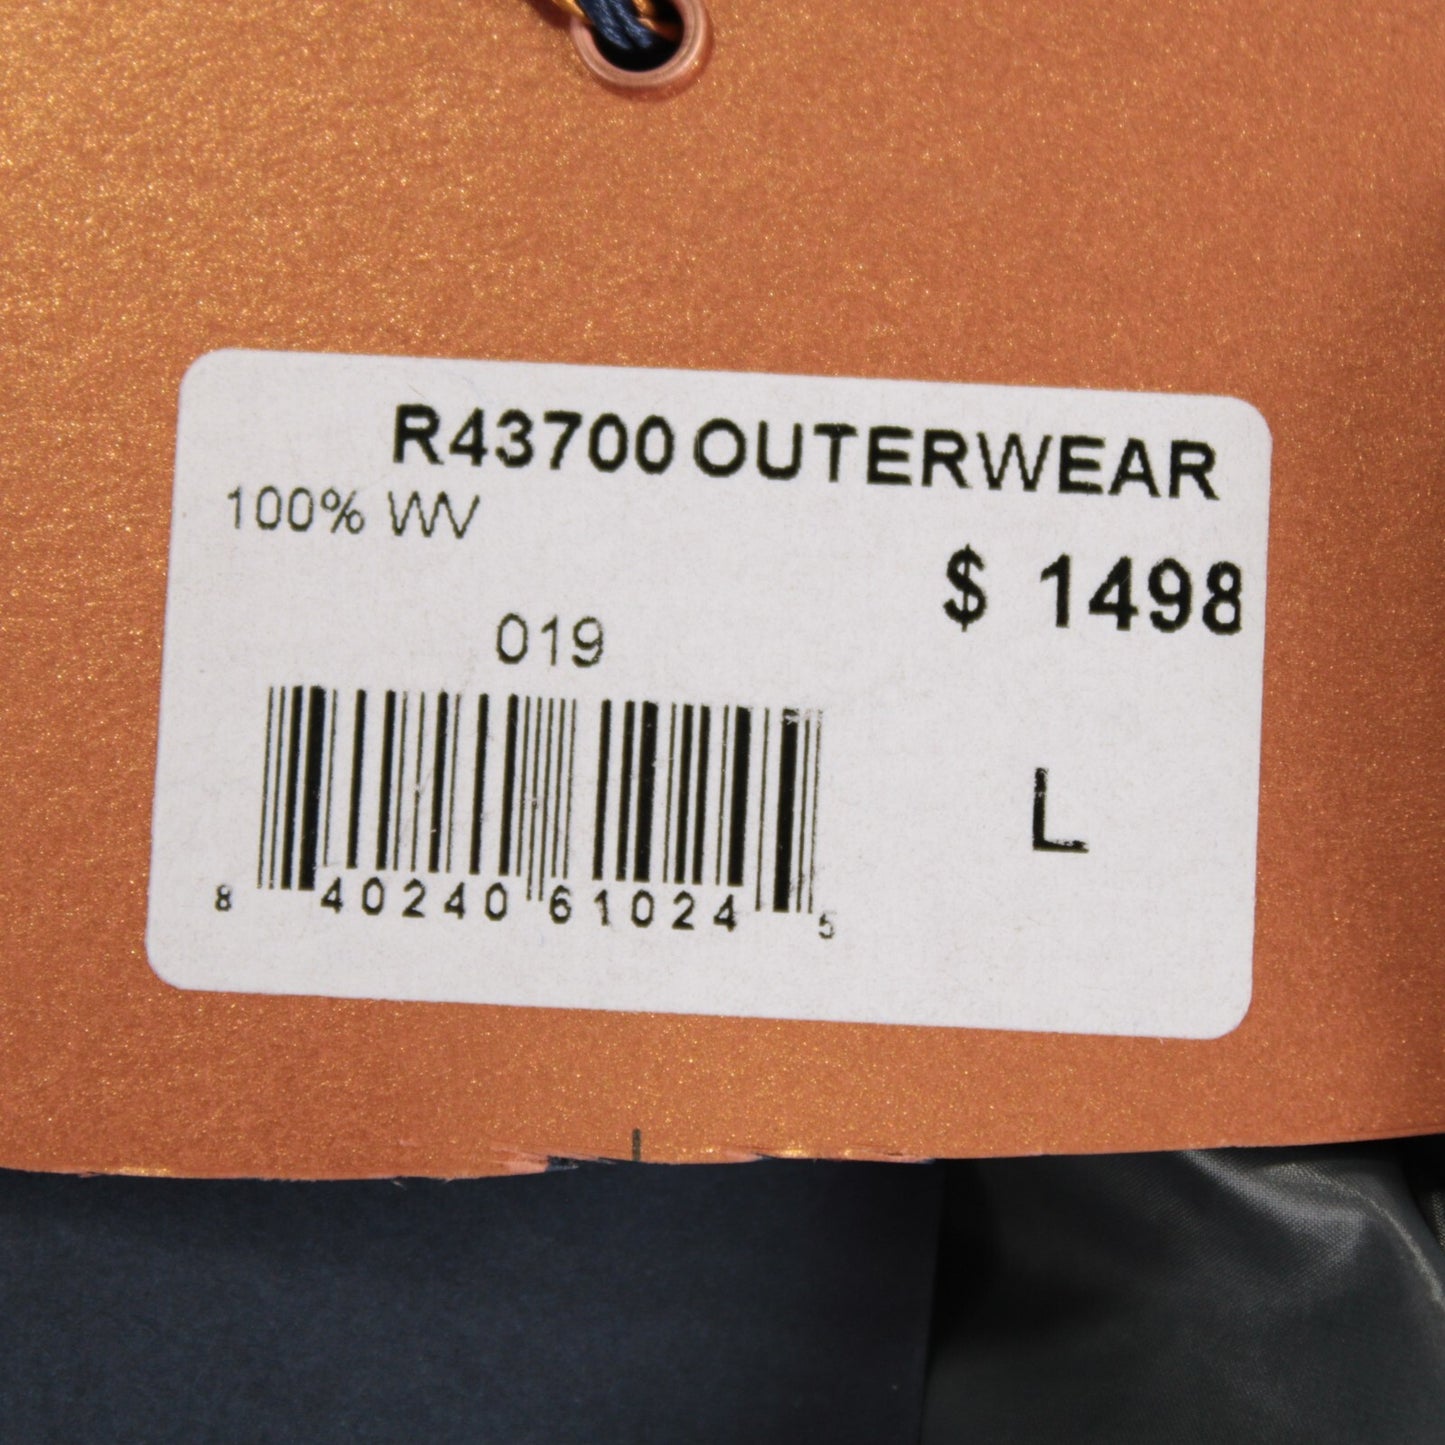 R43700 OUTERWEAR
100% WV
$ 1498
019
L
8 40240 61024 5